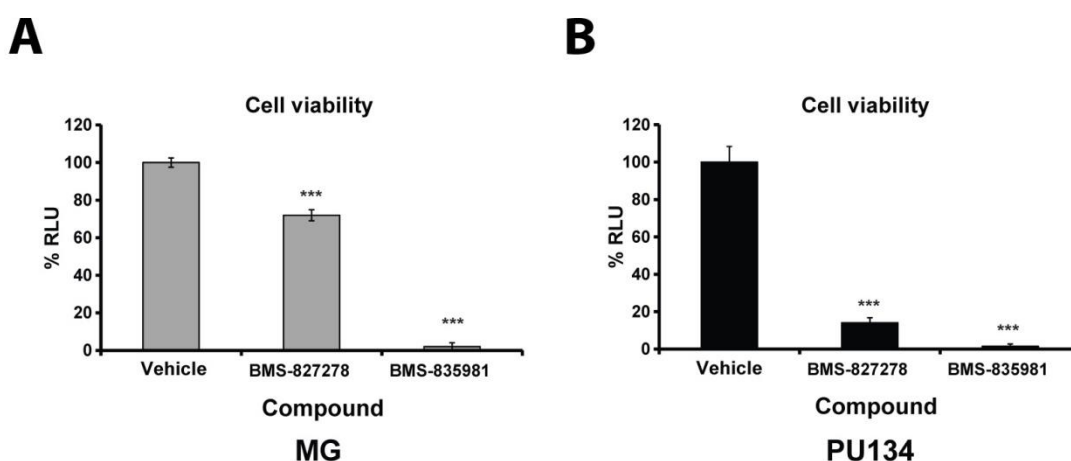 A
Cell viability
120
100
80
60
40
20
0
% RLU
***
***
Vehicle
BMS-827278
BMS-835981
Compound
MG
B
Cell viability
120
100
80
60
40
20
0
% RLU
***
***
Vehicle
BMS-827278
BMS-835981
Compound
PU134